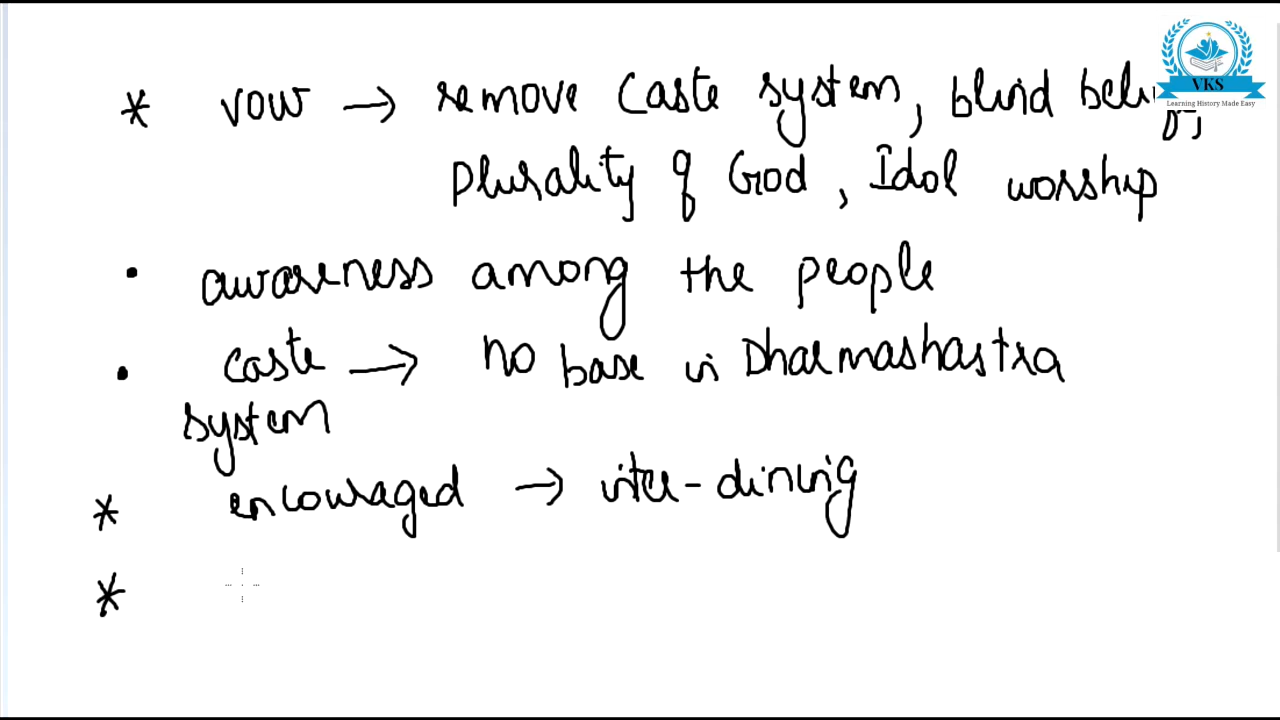 * vow → remove Caste system, blind beliefs,
plurality of God, Idol worship
• awareness among the people
• caste → No base in Dharmashastra
system
* encouraged → inter-dining
*
VKS
Learning History Made Easy